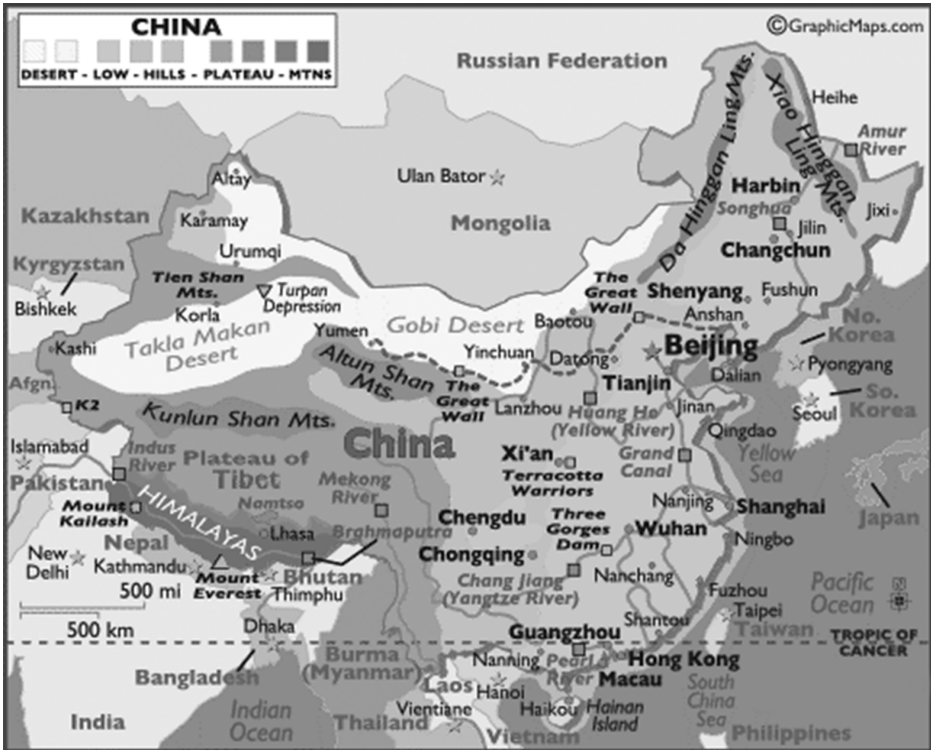 CHINA
DESERT - LOW - HILLS - PLATEAU - MTNS
©GraphicMaps.com
Russian Federation
Heihe
Amur
River
Da Hinggan Ling Mts.
Xiao Hinggan
Ling Mts.
Ulan Bator
Altay
Kazakhstan
Karamay
Mongolia
Harbin
Songhua
Jilin
Jixi
Changchun
Urumqi
Kyrgyzstan
Bishkek
Tien Shan
Mts.
Turpan
Depression
Korla
The
Great
Wall
Shenyang
Fushun
Anshan
Takla Makan
Desert
Yumen
Gobi Desert
Baotou
No.
Korea
Kashi
Yinchuan
Datong
Beijing
Pyongyang
Afgn.
Altun Shan
Mts.
The
Great
Wall
Tianjin
Dalian
So.
Korea
K2
Kunlun Shan Mts.
Lanzhou
Huang Ho
(Yellow River)
Jinan
Seoul
Qingdao
Islamabad
Indus
River
China
Xi'an
Terracotta
Warriors
Grand
Canal
Yellow
Sea
Pakistan
Plateau of
Tibet
Mekong
River
HIMALAYAS
Namtso
Nanjing
Shanghai
Japan
Mount
Kailash
Lhasa
Brahmaputra
Chengdu
Three
Gorges
Dam
Wuhan
Ningbo
Nepal
New
Delhi
Kathmandu
Mount
Everest
Bhutan
Thimphu
Chongqing
Nanchang
Chang Jiang
(Yangtze River)
Pacific
Ocean
500 mi
500 km
Fuzhou
Taipei
Taiwan
Dhaka
Shantou
Guangzhou
TROPIC OF
CANCER
Bangladesh
Burma
(Myanmar)
Nanning
Pearl
River
Hong Kong
Macau
India
Indian
Ocean
Laos
Hanoi
Vientiane
Haikou
Hainan
Island
South
China
Sea
Thailand
Vietnam
Philippines